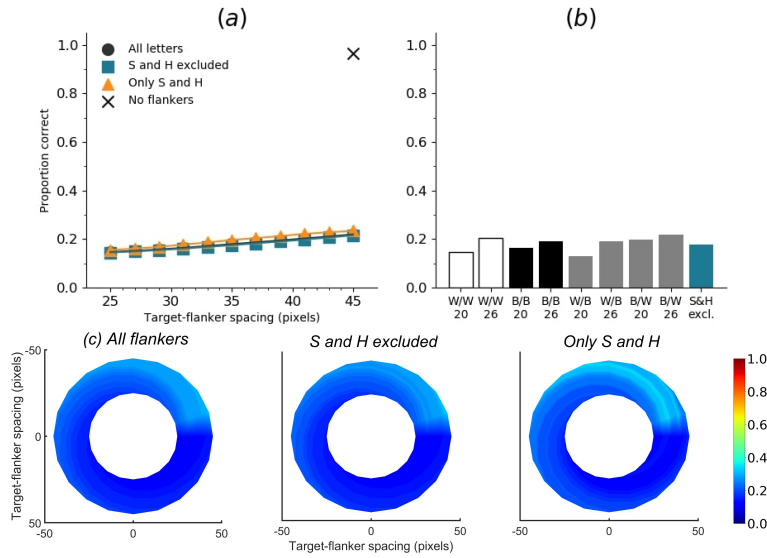 (a)
(b)
1.0
0.8
0.6
0.4
0.2
0.0
Proportion correct
All letters
S and H excluded
Only S and H
No flankers
25
30
35
40
45
Target-flanker spacing (pixels)
1.0
0.8
0.6
0.4
0.2
0.0
W/W W/W B/B B/B W/B W/B B/W B/W S&H
20 26 20 26 20 26 20 26 excl.
(c) All flankers
S and H excluded
Only S and H
-50
0
50
Target-flanker spacing (pixels)
-50 0 50
-50 0 50
-50 0 50
Target-flanker spacing (pixels)
1.0
0.8
0.6
0.4
0.2
0.0